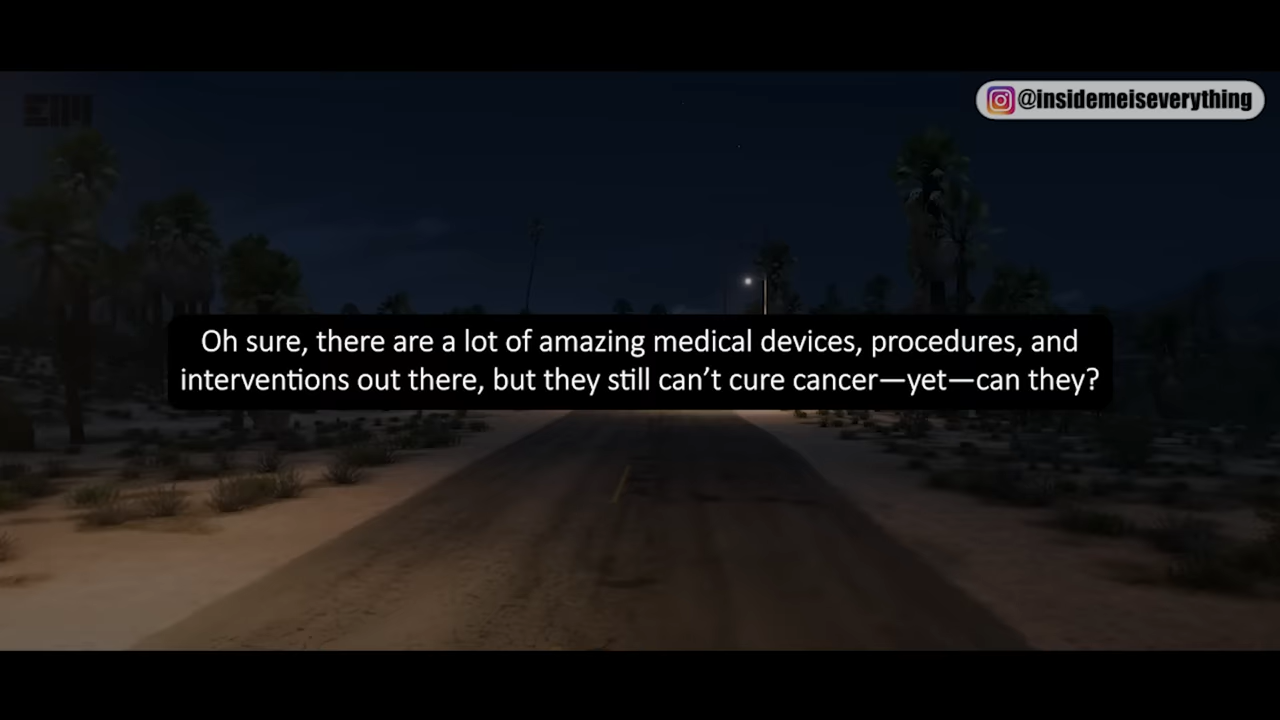 @insidemeiseverything
Oh sure, there are a lot of amazing medical devices, procedures, and
interventions out there, but they still can’t cure cancer—yet—can they?